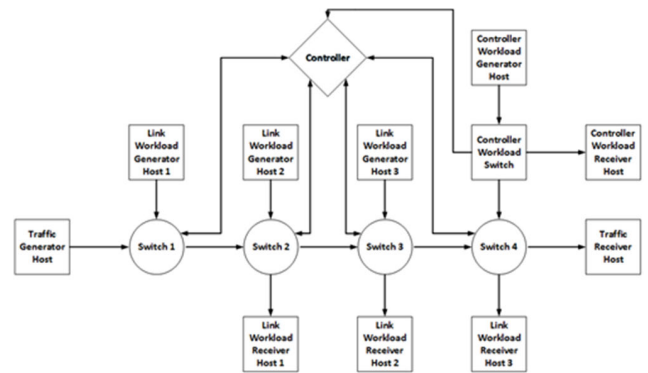 Controller
Controller
Workload
Generator
Host
Link
Workload
Generator
Host 1
Link
Workload
Generator
Host 2
Link
Workload
Generator
Host 3
Controller
Workload
Switch
Controller
Workload
Receiver
Host
Traffic
Generator
Host
Switch 1
Switch 2
Switch 3
Switch 4
Traffic
Receiver
Host
Link
Workload
Receiver
Host 1
Link
Workload
Receiver
Host 2
Link
Workload
Receiver
Host 3